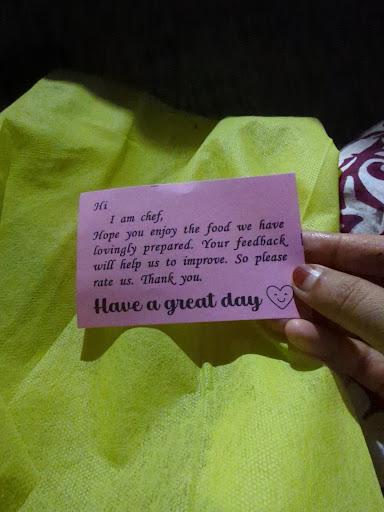 Hi
I am chef,
Hope you enjoy the food we have
lovingly prepared. Your feedback
will help us to improve. So please
rate us. Thank you.
Have a great day